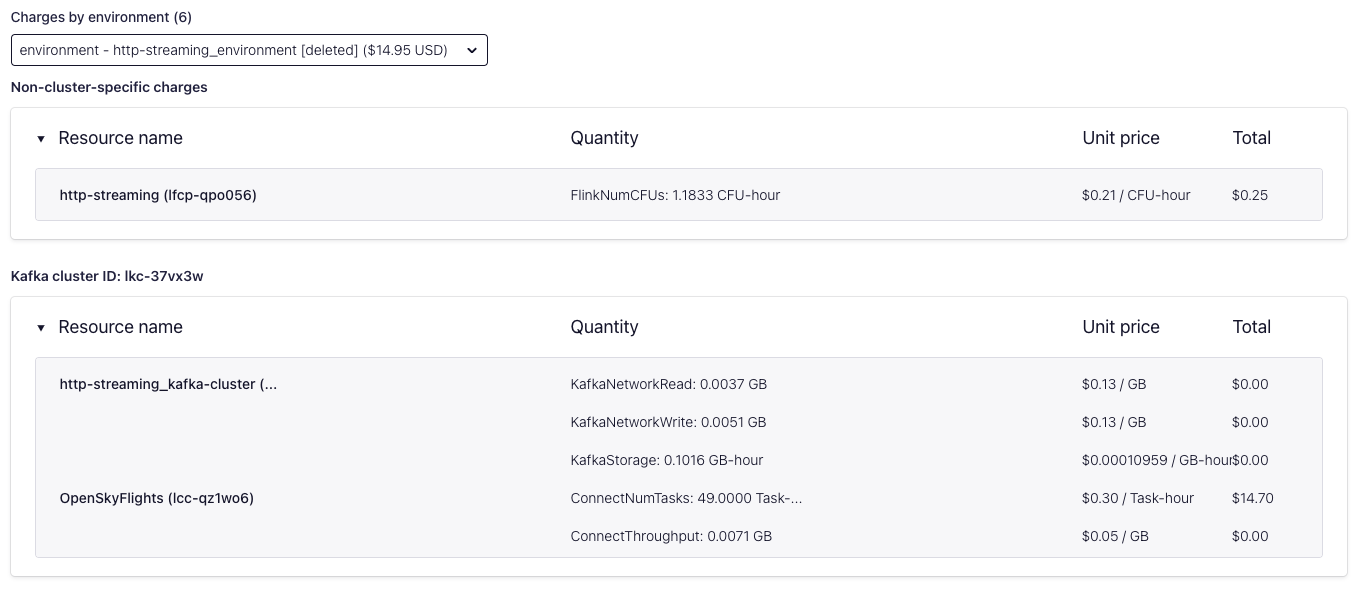 Charges by environment (6)
environment - http-streaming_environment [deleted] ($14.95 USD)
Non-cluster-specific charges
Resource name Quantity Unit price Total
http-streaming (lfcp-qpo056) FlinkNumCFUs: 1.1833 CFU-hour $0.21 / CFU-hour $0.25
Kafka cluster ID: lkc-37vx3w
Resource name Quantity Unit price Total
http-streaming_kafka-cluster (... KafkaNetworkRead: 0.0037 GB $0.13 / GB $0.00
KafkaNetworkWrite: 0.0051 GB $0.13 / GB $0.00
KafkaStorage: 0.1016 GB-hour $0.00010959 / GB-hour $0.00
OpenSkyFlights (lcc-qz1wo6) ConnectNumTasks: 49.0000 Task-... $0.30 / Task-hour $14.70
ConnectThroughput: 0.0071 GB $0.05 / GB $0.00